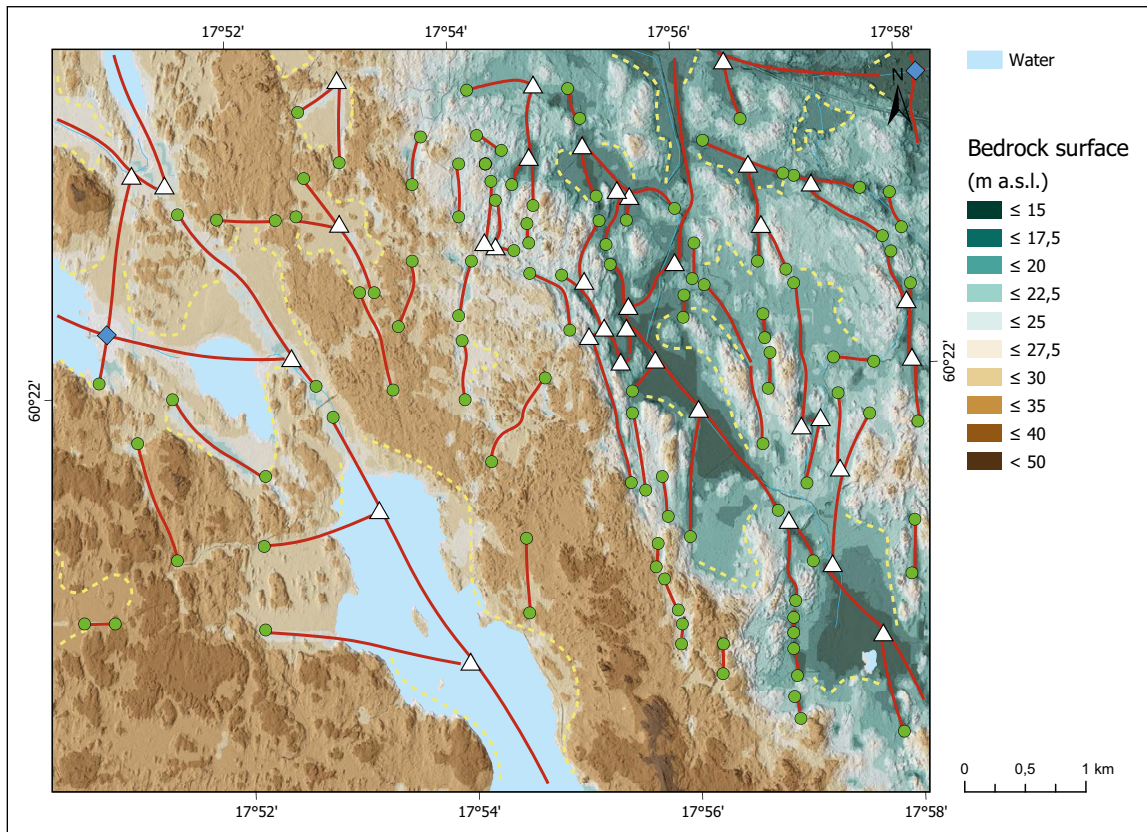 17°52' 17°54' 17°56' 17°58'
Water
N
Bedrock surface
(m a.s.l.)
≤ 15
≤ 17,5
≤ 20
≤ 22,5
≤ 25
≤ 27,5
≤ 30
≤ 35
≤ 40
< 50
60°22'
60°22'
0 0,5 1 km
17°52' 17°54' 17°56' 17°58'